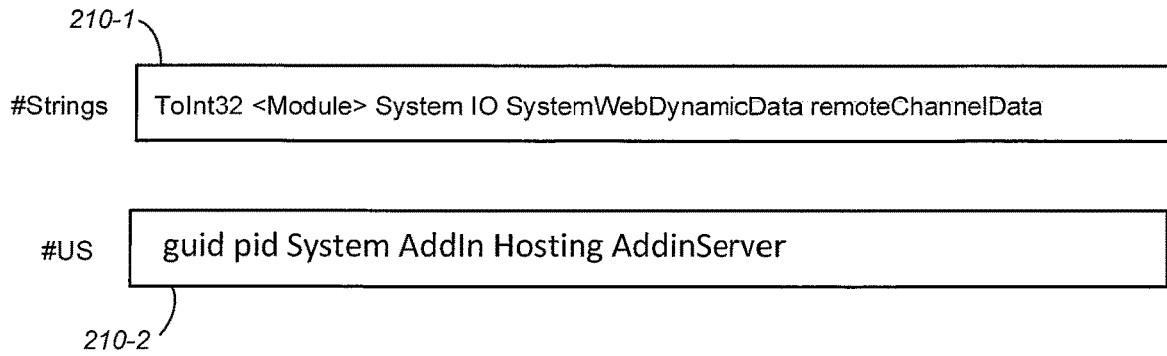 210-1
#Strings ToInt32 <Module> System IO SystemWebDynamicData remoteChannelData
#US guid pid System AddIn Hosting AddinServer
210-2